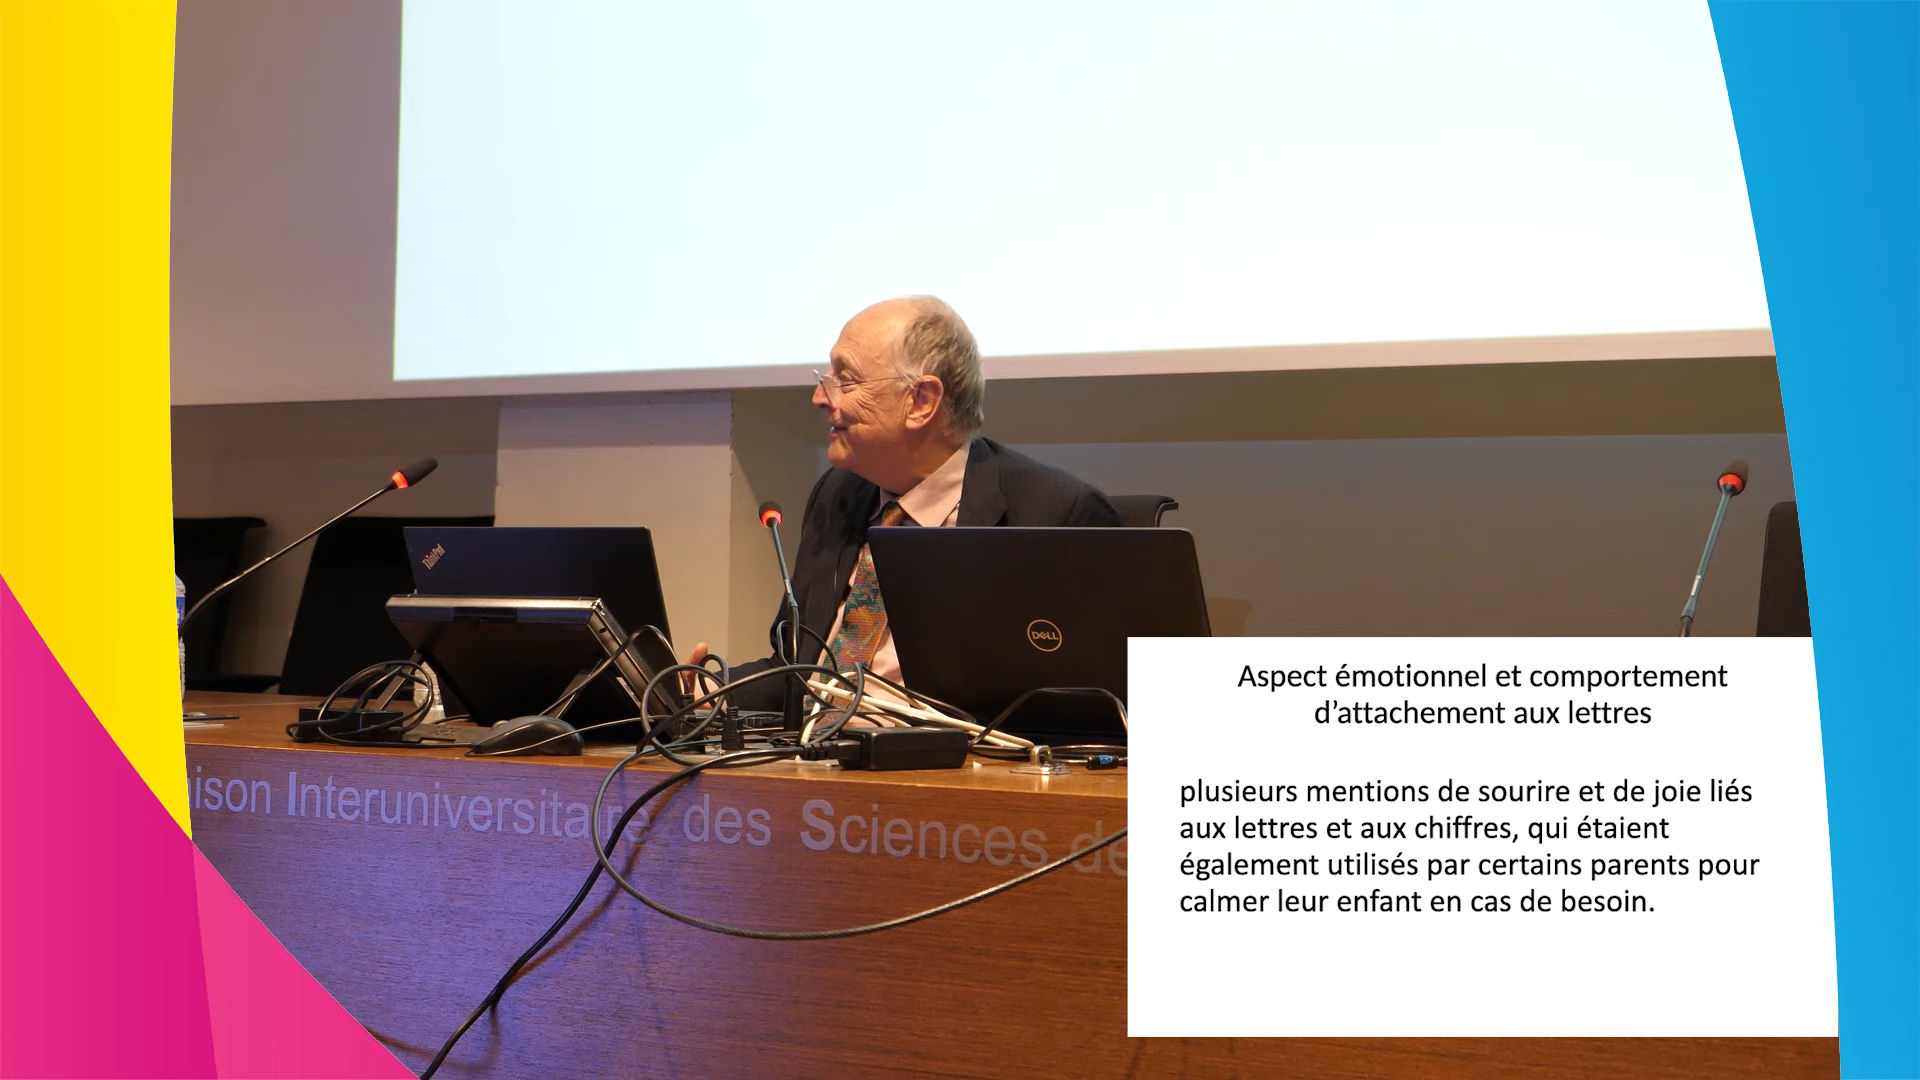 ThinkPad
DELL
ison Interuniversitaire des Sciences de
Aspect émotionnel et comportement
d’attachement aux lettres
plusieurs mentions de sourire et de joie liés
aux lettres et aux chiffres, qui étaient
également utilisés par certains parents pour
calmer leur enfant en cas de besoin.